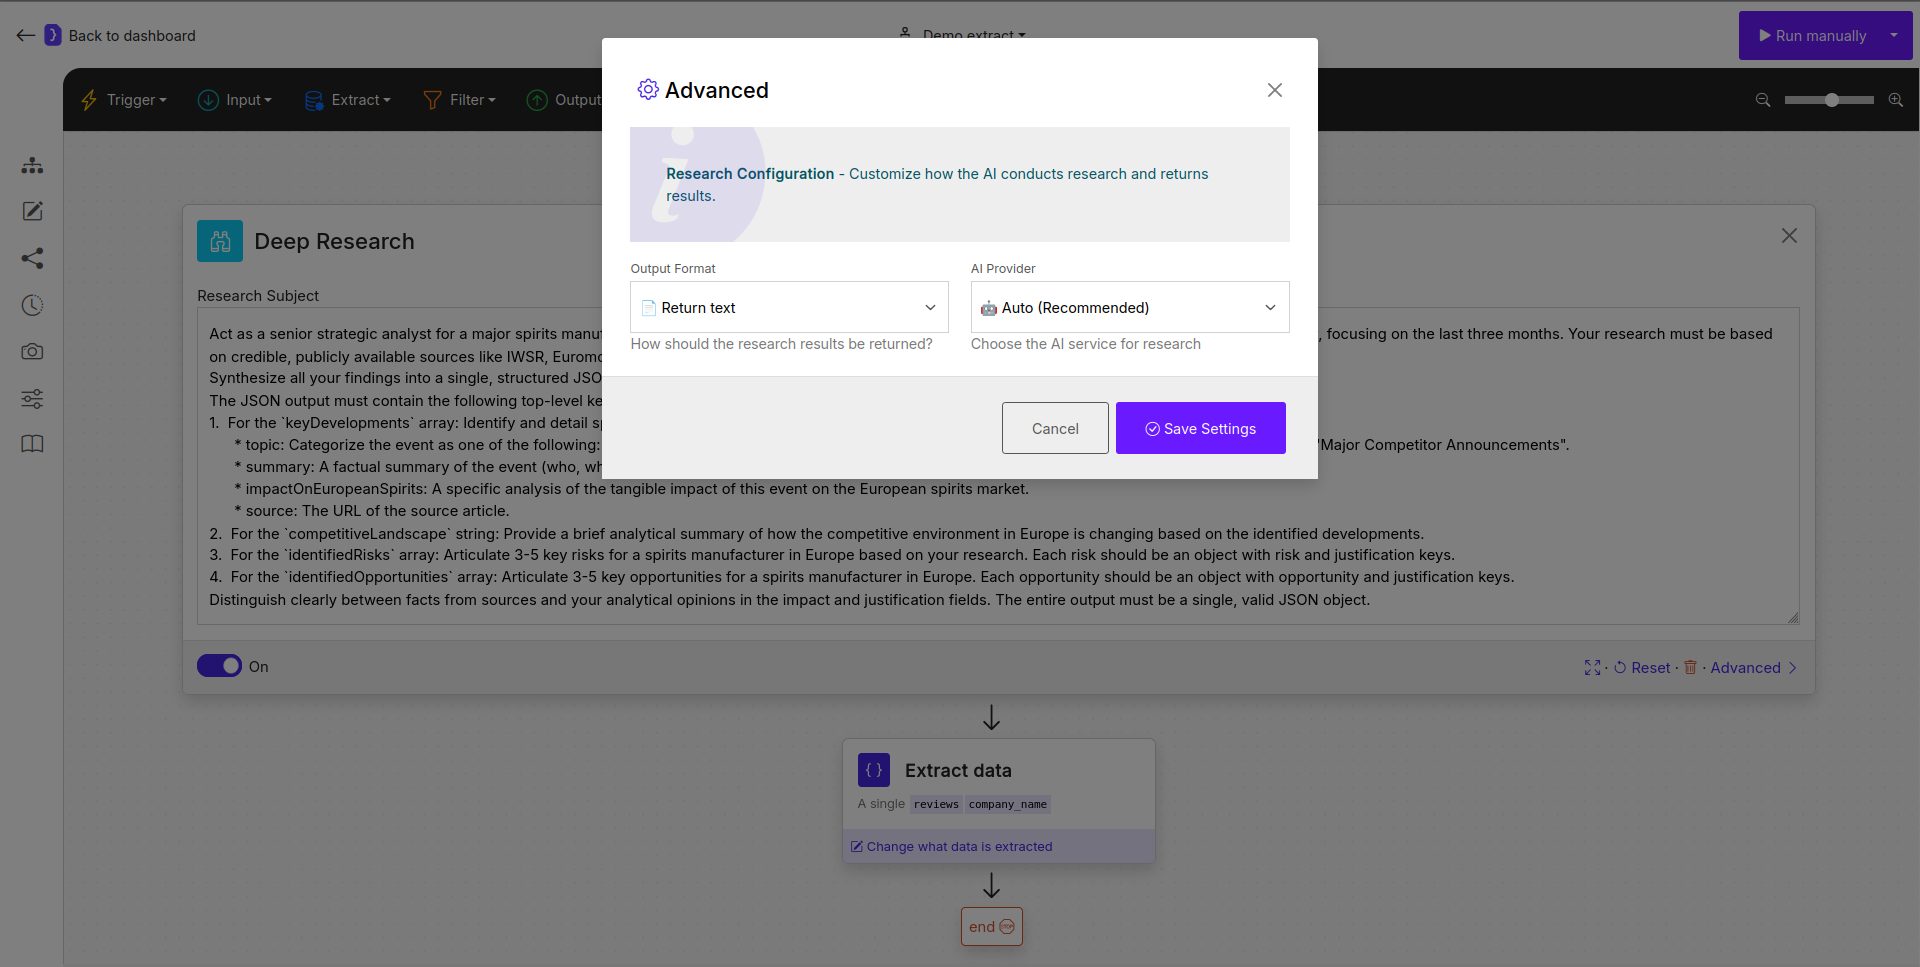 Back to dashboard
Demo extract
Run manually
Trigger
Input
Extract
Filter
Output
Advanced
Research Configuration - Customize how the AI conducts research and returns
results.
Output Format
AI Provider
Return text
Auto (Recommended)
How should the research results be returned?
Choose the AI service for research
Cancel
Save Settings
Deep Research
Research Subject
Act as a senior strategic analyst for a major spirits manuf
, focusing on the last three months. Your research must be based
on credible, publicly available sources like IWSR, Eurom
Synthesize all your findings into a single, structured JSO
The JSON output must contain the following top-level ke
1. For the `keyDevelopments` array: Identify and detail s
* topic: Categorize the event as one of the following:
"Major Competitor Announcements".
* summary: A factual summary of the event (who, wh
* impactOnEuropeanSpirits: A specific analysis of the tangible impact of this event on the European spirits market.
* source: The URL of the source article.
2. For the `competitiveLandscape` string: Provide a brief analytical summary of how the competitive environment in Europe is changing based on the identified developments.
3. For the `identifiedRisks` array: Articulate 3-5 key risks for a spirits manufacturer in Europe based on your research. Each risk should be an object with risk and justification keys.
4. For the `identifiedOpportunities` array: Articulate 3-5 key opportunities for a spirits manufacturer in Europe. Each opportunity should be an object with opportunity and justification keys.
Distinguish clearly between facts from sources and your analytical opinions in the impact and justification fields. The entire output must be a single, valid JSON object.
On
· Reset · · Advanced
Extract data
A single reviews company_name
Change what data is extracted
end